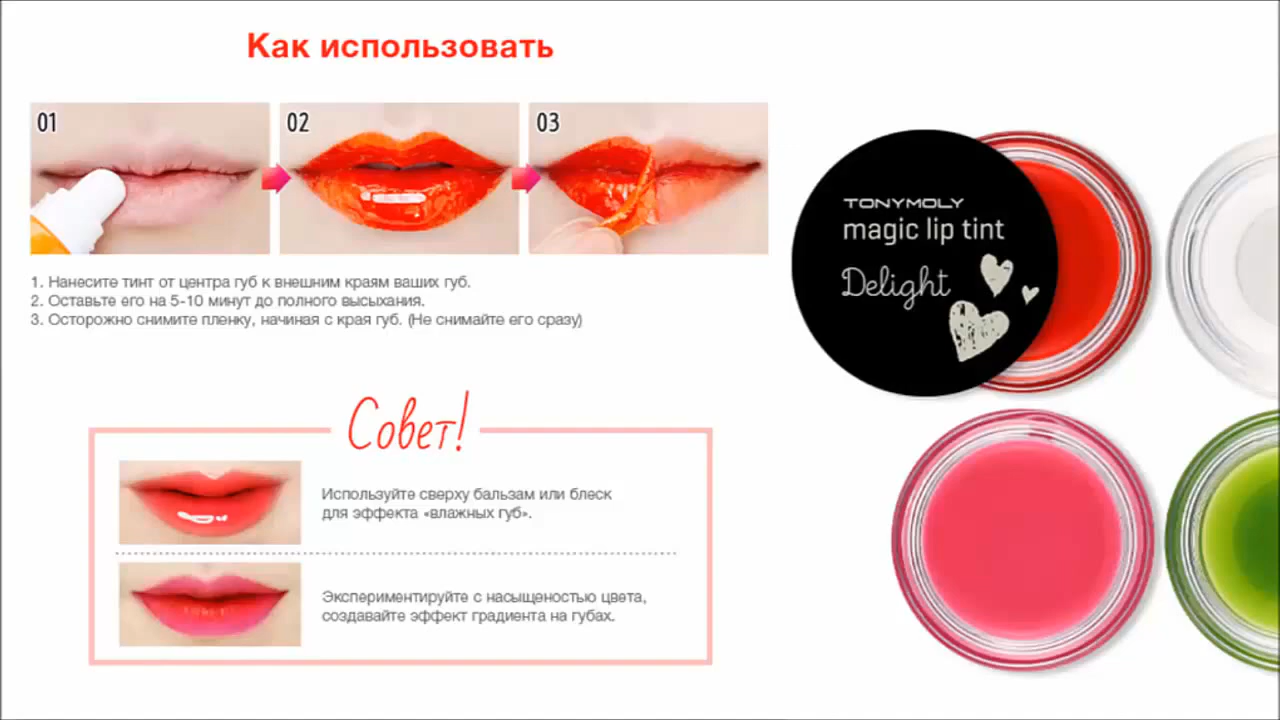 Как использовать
01
02
03
1. Нанесите тинт от центра губ к внешним краям ваших губ.
2. Оставьте его на 5-10 минут до полного высыхания.
3. Осторожно снимите пленку, начиная с края губ. (Не снимайте его сразу)
TONYMOLY
magic lip tint
Delight
Совет!
Используйте сверху бальзам или блеск
для эффекта «влажных губ».
Экспериментируйте с насыщеностью цвета,
создавайте эффект градиента на губах.